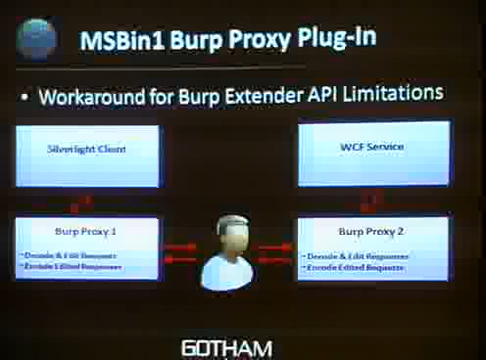 MSBin1 Burp Proxy Plug-In
• Workaround for Burp Extender API Limitations
Silverlight Client
WCF Service
Burp Proxy 1
• Decode & Edit Requests
• Encode Edited Responses
Burp Proxy 2
• Decode & Edit Responses
• Encode Edited Requests
GOTHAM